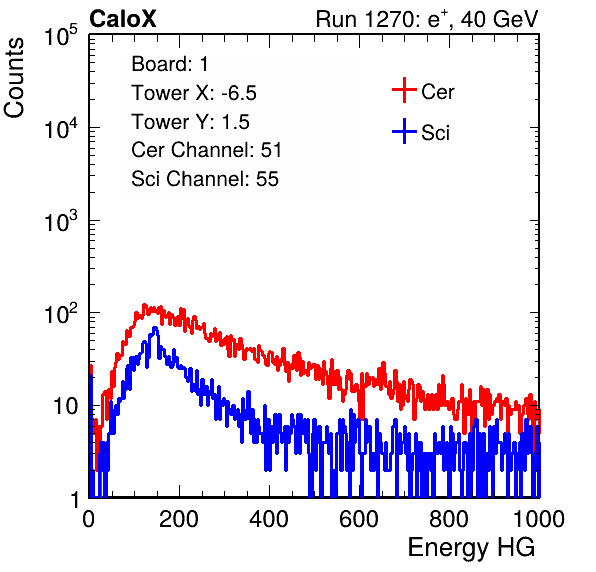 CaloX Run 1270: e+, 40 GeV
Board: 1
Tower X: -6.5
Tower Y: 1.5
Cer Channel: 51
Sci Channel: 55
Cer
Sci
Counts
10^5
10^4
10^3
10^2
10
1
0 200 400 600 800 1000
Energy HG